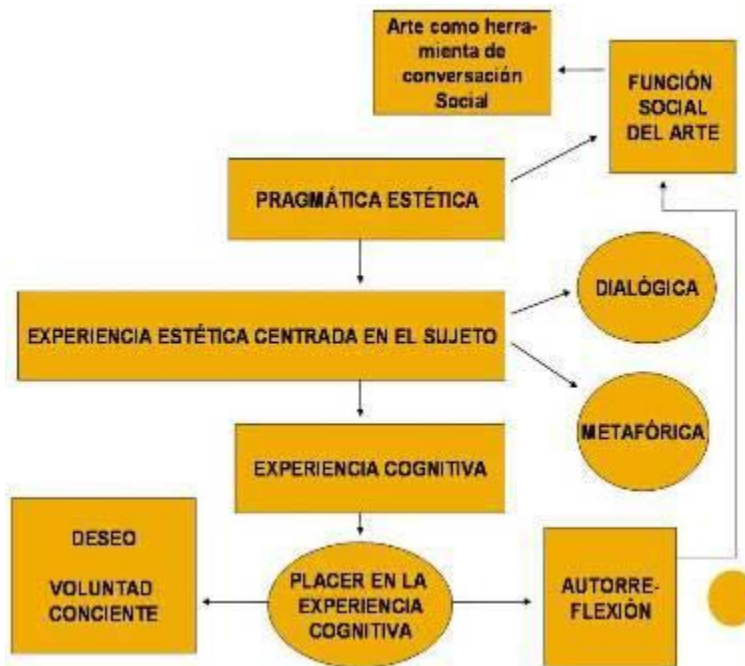 Arte como herra-
mienta de
conversación
Social
FUNCIÓN
SOCIAL
DEL ARTE
PRAGMÁTICA ESTÉTICA
EXPERIENCIA ESTÉTICA CENTRADA EN EL SUJETO
DIALÓGICA
METAFÓRICA
EXPERIENCIA COGNITIVA
DESEO
VOLUNTAD
CONCIENTE
PLACER EN LA
EXPERIENCIA
COGNITIVA
AUTORRE-
FLEXIÓN